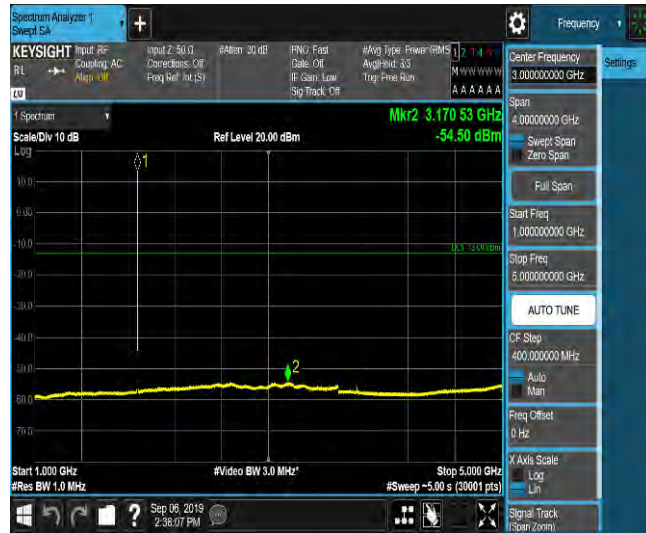 Spectrum Analyzer 1
Swept SA
+
Frequency
Settings
KEYSIGHT
RL
Input: RF
Coupling: AC
Align: Off
Input Z: 50 Ω
Corrections: Off
Freq Ref: Int (S)
#Atten: 30 dB
PNO: Fast
Gate: Off
IF Gain: Low
Sig Track: Off
#Avg Type: Power (RMS
Avg|Hold: 3/3
Trig: Free Run
M W W W W W
A A A A A A
1 Spectrum
Scale/Div 10 dB
Log
Ref Level 20.00 dBm
Mkr2 3.170 53 GHz
-54.50 dBm
1
10.0
0.00
-10.0
DL1 -13.00 dBm
-20.0
-30.0
-40.0
-50.0
2
-60.0
-70.0
Start 1.000 GHz
#Video BW 3.0 MHz*
Stop 5.000 GHz
#Res BW 1.0 MHz
#Sweep ~5.00 s (30001 pts)
?
Sep 06, 2019
2:38:07 PM
Center Frequency
3.000000000 GHz
Span
4.00000000 GHz
Swept Span
Zero Span
Full Span
Start Freq
1.000000000 GHz
Stop Freq
5.000000000 GHz
AUTO TUNE
CF Step
400.000000 MHz
Auto
Man
Freq Offset
0 Hz
X Axis Scale
Log
Lin
Signal Track
(Span Zoom)